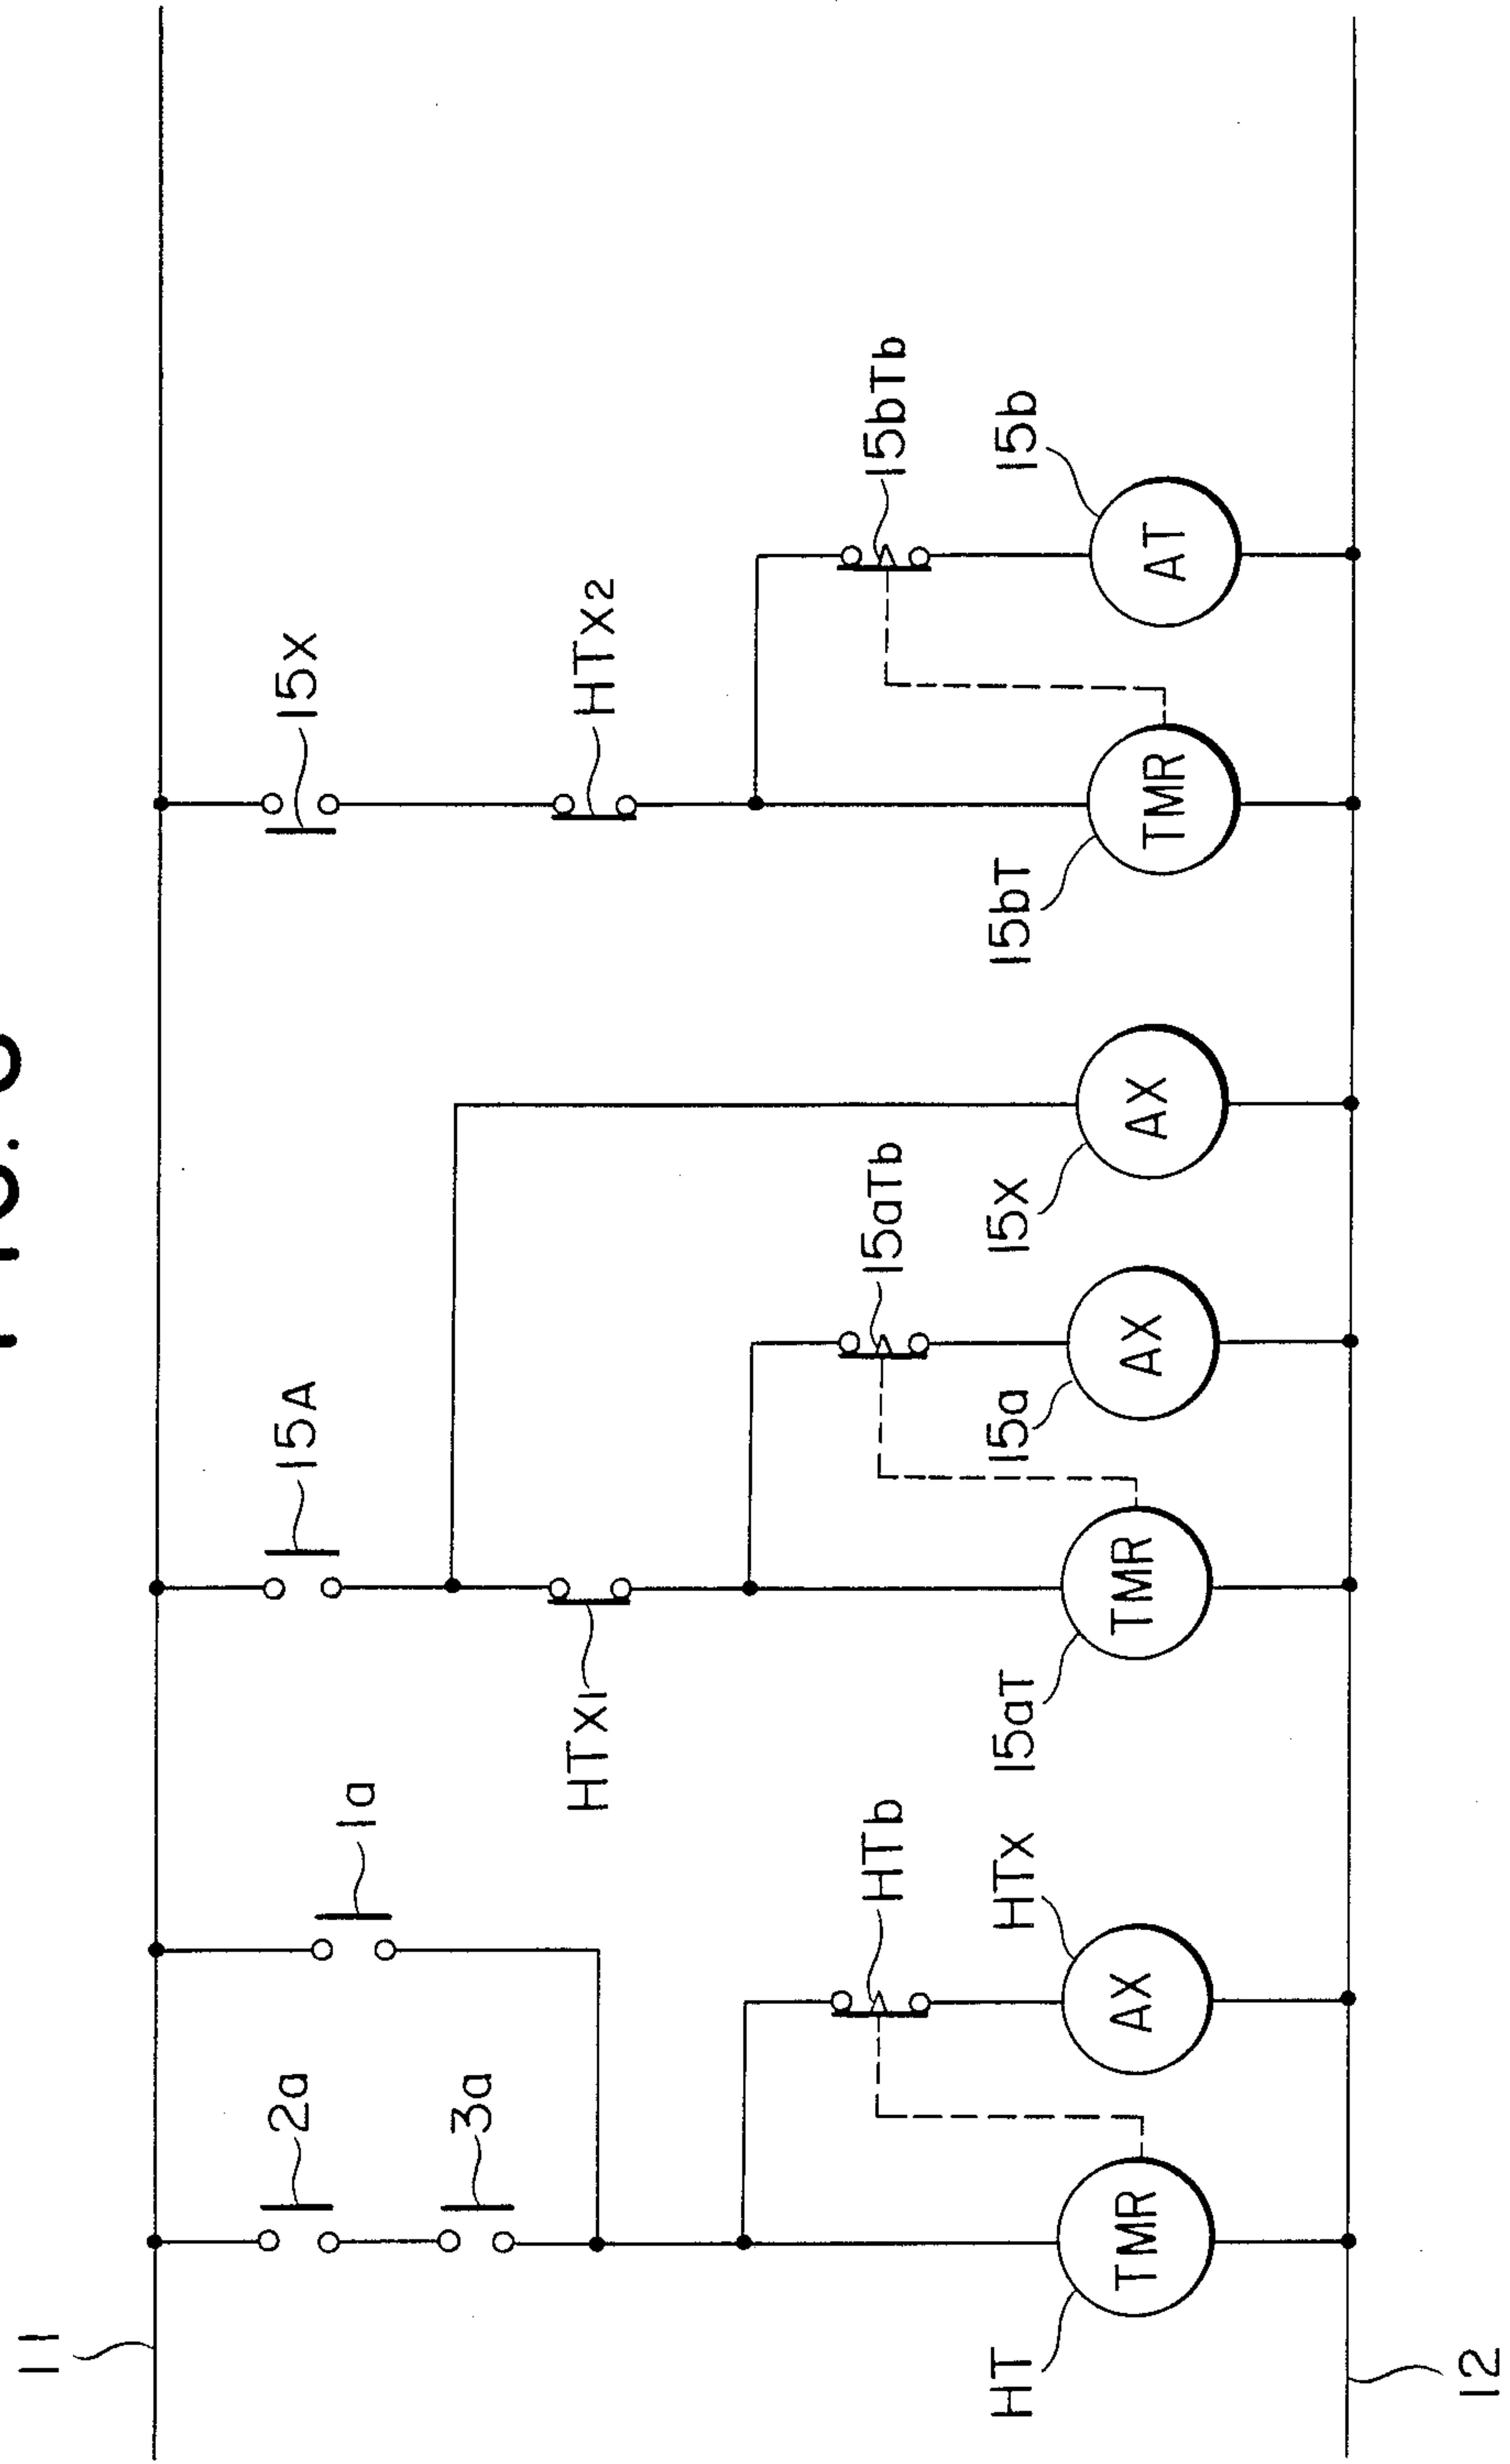 11
2a
3a
1a
15A
15X
HTX1
HTX2
HTb
15aTb
15bTb
HT
HTX
15aT
15a
15X
15bT
15b
TMR
AX
TMR
AX
AX
TMR
AT
12